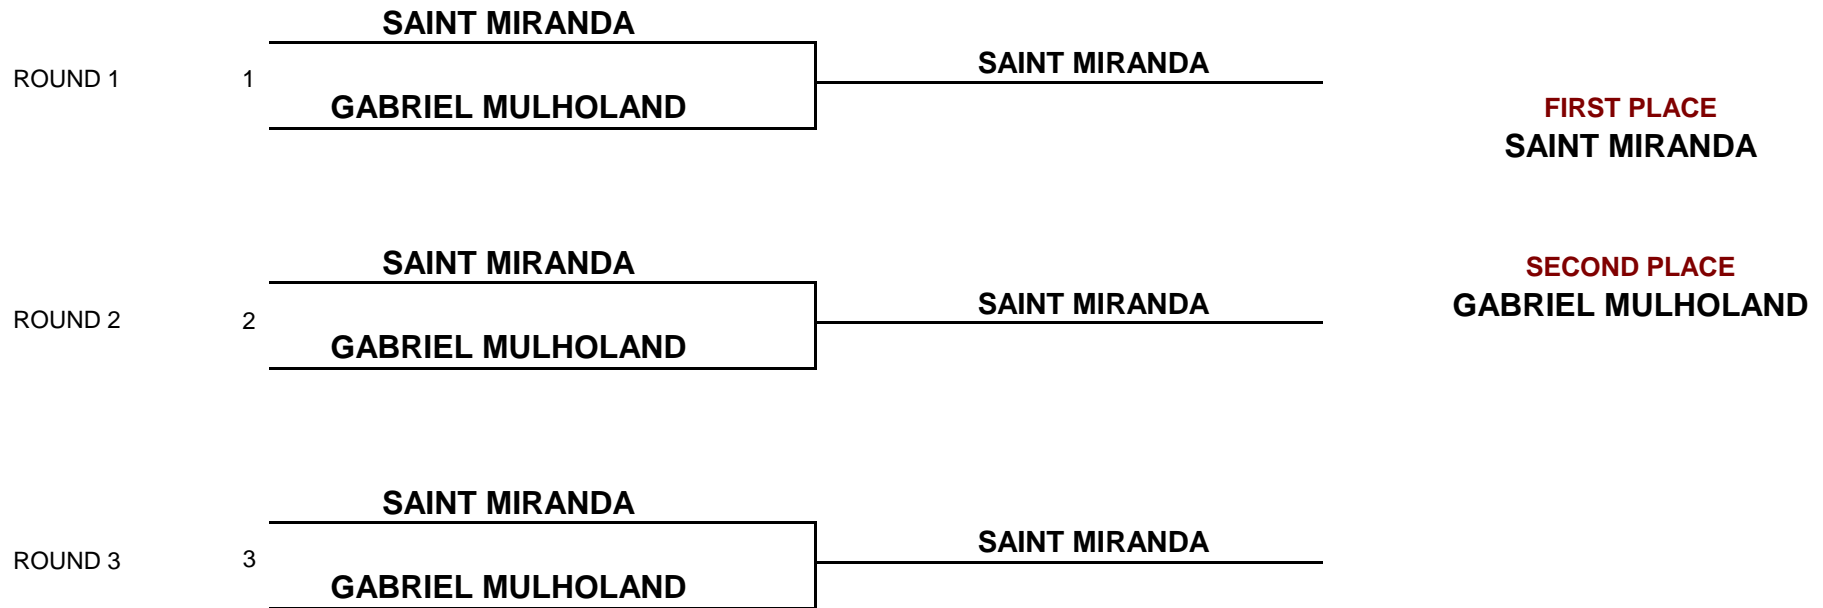 SAINT MIRANDA
ROUND 1
1
SAINT MIRANDA
GABRIEL MULHOLAND
FIRST PLACE
SAINT MIRANDA
SAINT MIRANDA
ROUND 2
2
SAINT MIRANDA
GABRIEL MULHOLAND
SECOND PLACE
GABRIEL MULHOLAND
SAINT MIRANDA
ROUND 3
3
SAINT MIRANDA
GABRIEL MULHOLAND